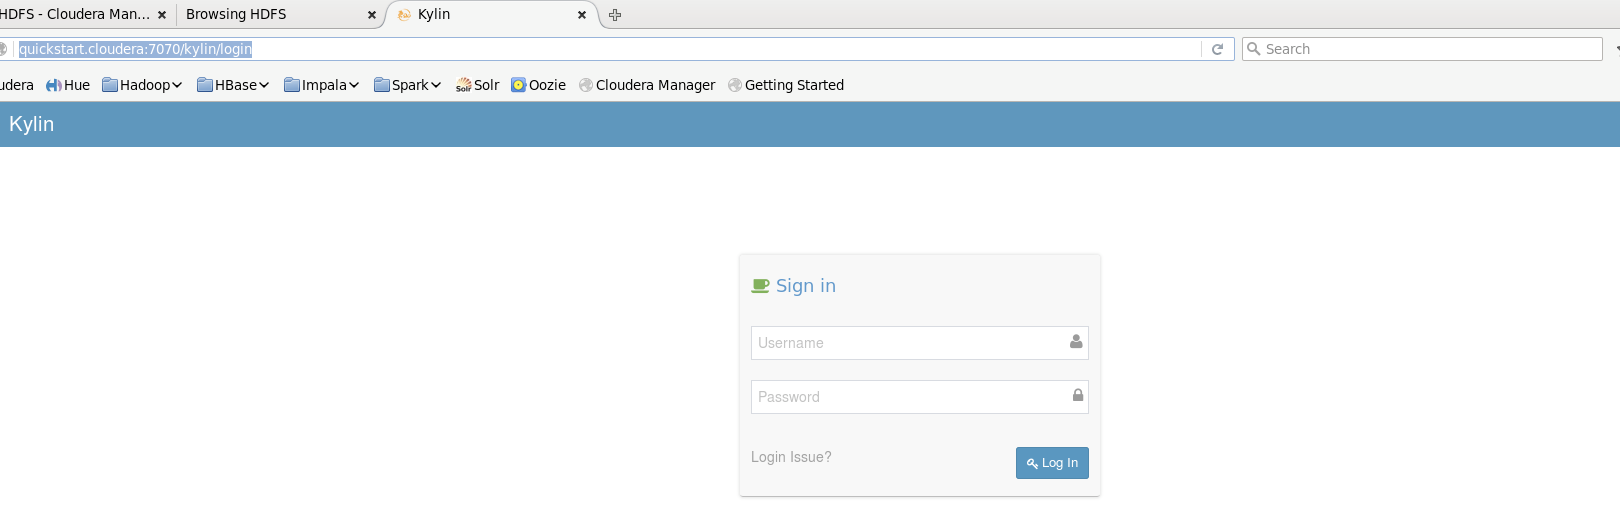 HDFS - Cloudera Man... Browsing HDFS Kylin
quickstart.cloudera:7070/kylin/login Search
udera Hue Hadoop HBase Impala Spark Solr Oozie Cloudera Manager Getting Started
Kylin
Sign in
Username
Password
Login Issue? Log In